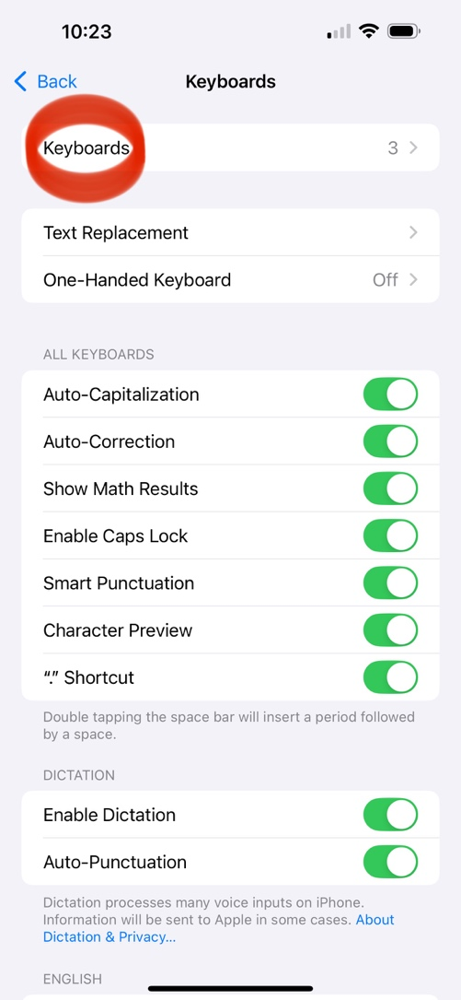 10:23
Back
Keyboards
Keyboards 3
Text Replacement
One-Handed Keyboard Off
ALL KEYBOARDS
Auto-Capitalization
Auto-Correction
Show Math Results
Enable Caps Lock
Smart Punctuation
Character Preview
“.” Shortcut
Double tapping the space bar will insert a period followed
by a space.
DICTATION
Enable Dictation
Auto-Punctuation
Dictation processes many voice inputs on iPhone.
Information will be sent to Apple in some cases. About
Dictation & Privacy...
ENGLISH